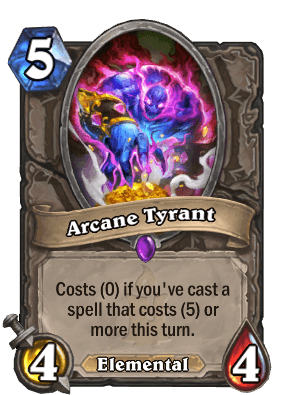 5
Arcane Tyrant
Costs (0) if you've cast a
spell that costs (5) or
more this turn.
4
Elemental
4